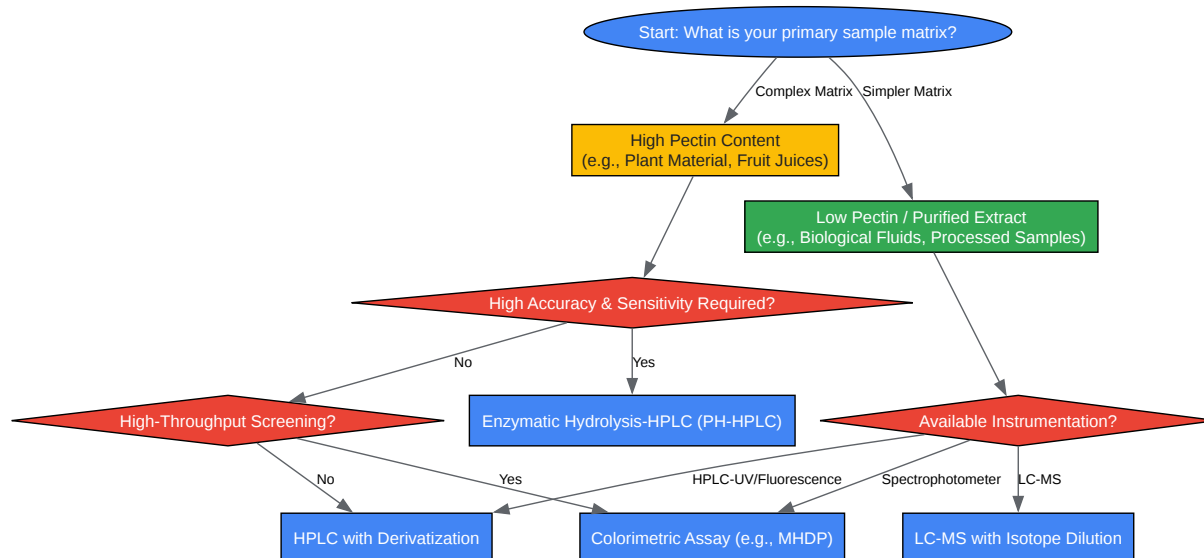 Start: What is your primary sample matrix?
Complex Matrix
Simpler Matrix
High Pectin Content
(e.g., Plant Material, Fruit Juices)
Low Pectin / Purified Extract
(e.g., Biological Fluids, Processed Samples)
High Accuracy & Sensitivity Required?
No
Yes
High-Throughput Screening?
Enzymatic Hydrolysis-HPLC (PH-HPLC)
Available Instrumentation?
No
Yes
HPLC-UV/Fluorescence
Spectrophotometer
LC-MS
HPLC with Derivatization
Colorimetric Assay (e.g., MHDP)
LC-MS with Isotope Dilution